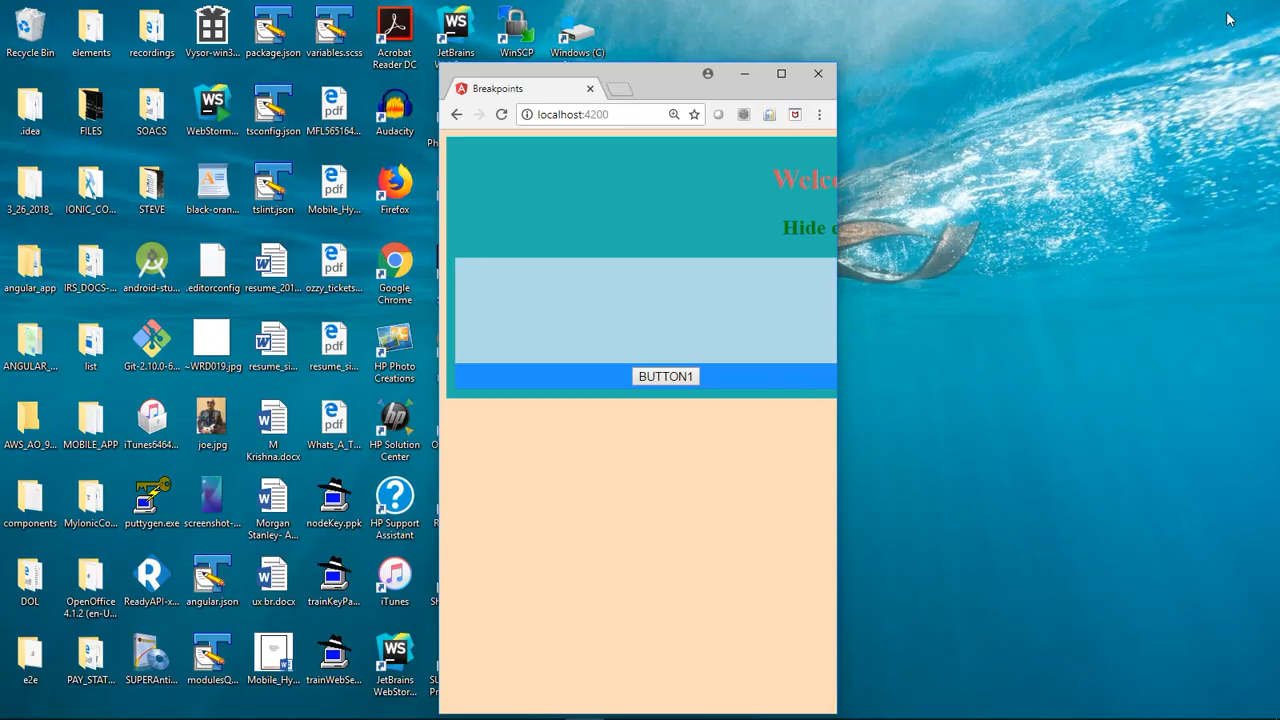 Recycle Bin
elements
recordings
Vysor-win3...
package.json
variables.scss
Acrobat
Reader DC
JetBrains
WinSCP
Windows (C)
.idea
FILES
SOACS
WebStorm...
tsconfig.json
MFL565164...
Audacity
3_26_2018_
IONIC_CO...
STEVE
black-oran...
tslint.json
Mobile_Hy...
Firefox
angular_app
IRS_DOCS-...
android-stu...
.editorconfig
resume_201...
ozzy_tickets...
Google
Chrome
ANGULAR_...
list
Git-2.10.0-6...
~WRD019.jpg
resume_si...
resume_si...
HP Photo
Creations
AWS_AO_9...
MOBILE_APP
iTunes6464...
joe.jpg
M
Krishna.docx
Whats_A_T...
HP Solution
Center
components
MyIonicCo...
puttygen.exe
screenshot-...
Morgan
Stanley- A...
nodeKey.ppk
HP Support
Assistant
DOL
OpenOffice
4.1.2 (en-U...
ReadyAPI-x...
angular.json
ux br.docx
trainKeyPa...
iTunes
e2e
PAY_STAT...
SUPERAnti...
modulesQ...
Mobile_Hy...
trainWebSe...
JetBrains
WebStor...
Breakpoints
localhost:4200
Welco
Hide e
BUTTON1